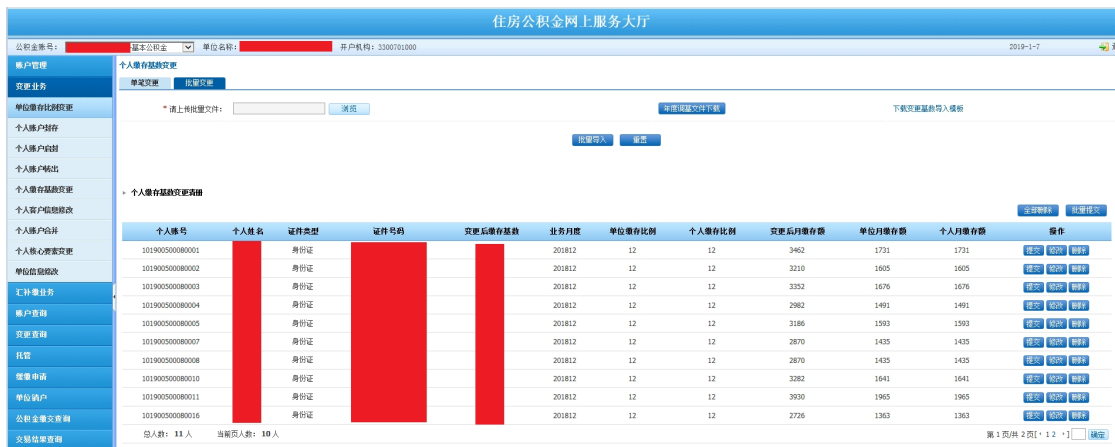 住房公积金网上服务大厅
公积金账号： 基本公积金 单位名称： 开户机构：3300701000 2019-1-7
账户管理
变更业务
单位缴存比例变更
个人账户封存
个人账户启封
个人账户转出
个人缴存基数变更
个人客户信息修改
个人账户合并
个人核心要素变更
单位信息修改
汇补缴业务
账户查询
变更查询
托管
缓缴申请
单位销户
公积金缴交查询
交易结果查询
个人缴存基数变更
单笔变更 批量变更
* 请上传批量文件： 浏览 年度调基文件下载 下载变更基数导入模板
批量导入 重置
个人缴存基数变更清册
全部删除 批量提交
个人账号 个人姓名 证件类型 证件号码 变更后缴存基数 业务月度 单位缴存比例 个人缴存比例 变更后月缴存额 单位月缴存额 个人月缴存额 操作
101900500080001 身份证 201812 12 12 3462 1731 1731 提交 修改 删除
101900500080002 身份证 201812 12 12 3210 1605 1605 提交 修改 删除
101900500080003 身份证 201812 12 12 3352 1676 1676 提交 修改 删除
101900500080004 身份证 201812 12 12 2982 1491 1491 提交 修改 删除
101900500080005 身份证 201812 12 12 3186 1593 1593 提交 修改 删除
101900500080007 身份证 201812 12 12 2870 1435 1435 提交 修改 删除
101900500080008 身份证 201812 12 12 2870 1435 1435 提交 修改 删除
101900500080010 身份证 201812 12 12 3282 1641 1641 提交 修改 删除
101900500080011 身份证 201812 12 12 3930 1965 1965 提交 修改 删除
101900500080016 身份证 201812 12 12 2726 1363 1363 提交 修改 删除
总人数： 11 人 当前页人数： 10 人 第 1 页/共 2 页[ 1 2 ] 确定